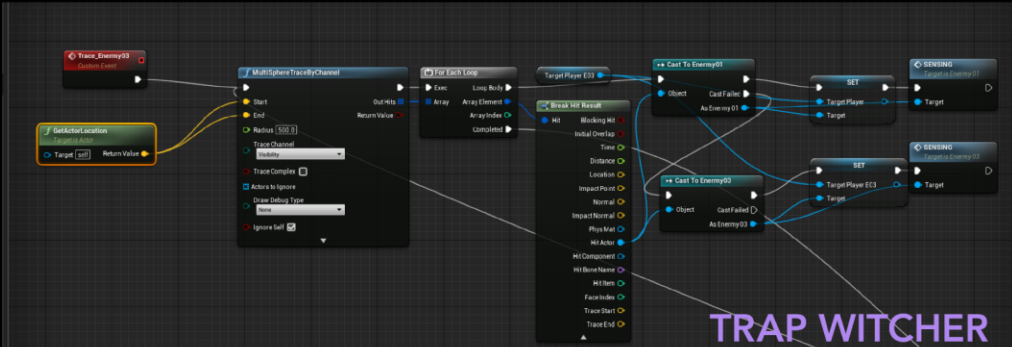 Trace_Enermy03
Custom Event
GetActorLocation
Target is Actor
Target self
Return Value
MultiSphereTraceByChannel
Start
Out Hits
End
Return Value
Radius 500.0
Trace Channel
Visibility
Trace Complex
Actors to Ignore
Draw Debug Type
None
Ignore Self
For Each Loop
Exec
Loop Body
Array
Array Element
Array Index
Completed
Target Player E03
Break Hit Result
Hit
Blocking Hit
Initial Overlap
Time
Distance
Location
Impact Point
Normal
Impact Normal
Phys Mat
Hit Actor
Hit Component
Hit Bone Name
Hit Item
Face Index
Trace Start
Trace End
Cast To Enermy01
Cast Failed
Object
As Enermy 01
Cast To Enermy03
Object
Cast Failed
As Enermy 03
SET
Target Player
Target
SET
Target Player EC3
Target
SENSING
Target is Enermy 03
Target
SENSING
Target is Enermy 03
Target
TRAP WITCHER